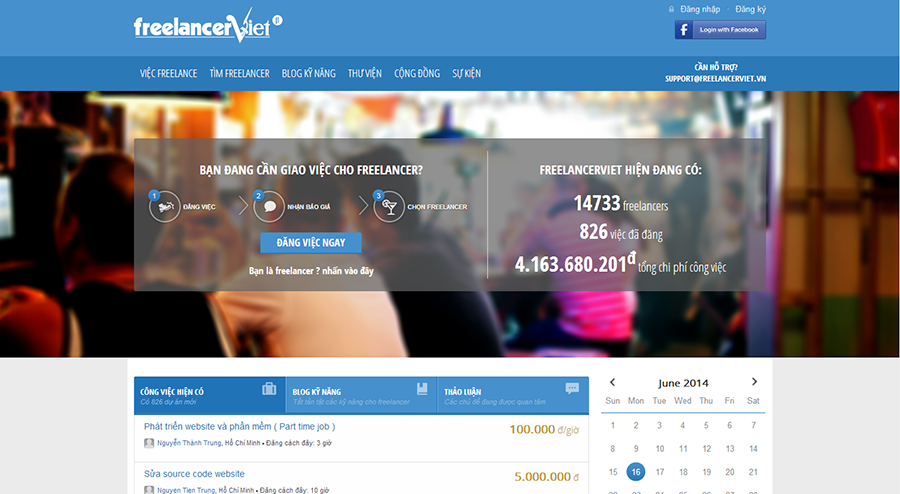 freelancerViet
Đăng nhập · Đăng ký
f Login with Facebook
VIỆC FREELANCE TÌM FREELANCER BLOG KỸ NĂNG THƯ VIỆN CỘNG ĐỒNG SỰ KIỆN
CẦN HỖ TRỢ?
SUPPORT@FREELANCERVIET.VN
BẠN ĐANG CẦN GIAO VIỆC CHO FREELANCER?
1 ĐĂNG VIỆC 2 NHẬN BÁO GIÁ 3 CHỌN FREELANCER
ĐĂNG VIỆC NGAY
Bạn là freelancer ? nhấn vào đây
FREELANCERVIET HIỆN ĐANG CÓ:
14733 freelancers
826 việc đã đăng
4.163.680.201đ tổng chi phí công việc
CÔNG VIỆC HIỆN CÓ
Có 826 dự án mới
BLOG KỸ NĂNG
Tất tần tật các kỹ năng cho freelancer
THẢO LUẬN
Các chủ đề đang được quan tâm
Phát triển website và phần mềm ( Part time job )
100.000 đ/giờ
Nguyễn Thành Trung, Hồ Chí Minh • Đăng cách đây: 3 giờ
Sửa source code website
5.000.000 đ
Nguyen Tien Trung, Hồ Chí Minh • Đăng cách đây: 10 giờ
June 2014
Sun Mon Tue Wed Thu Fri Sat
1 2 3 4 5 6 7
8 9 10 11 12 13 14
15 16 17 18 19 20 21